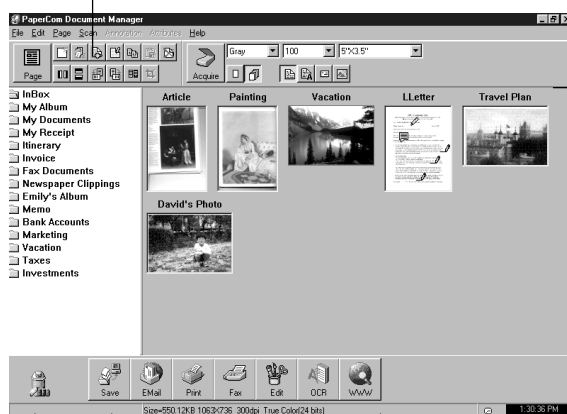 PaperCom Document Manager
File Edit Page Scan Annotation Attributes Help
Page
Acquire
Gray 100 5"X3.5"
InBox
My Album
My Documents
My Receipt
Itinerary
Invoice
Fax Documents
Newspaper Clippings
Emily's Album
Memo
Bank Accounts
Marketing
Vacation
Taxes
Investments
Article Painting Vacation LLetter Travel Plan
David's Photo
Save EMail Print Fax Edit OCR WWW
Size=550.12KB 1063X736 300dpi True Color(24 bits) 1:30:36 PM